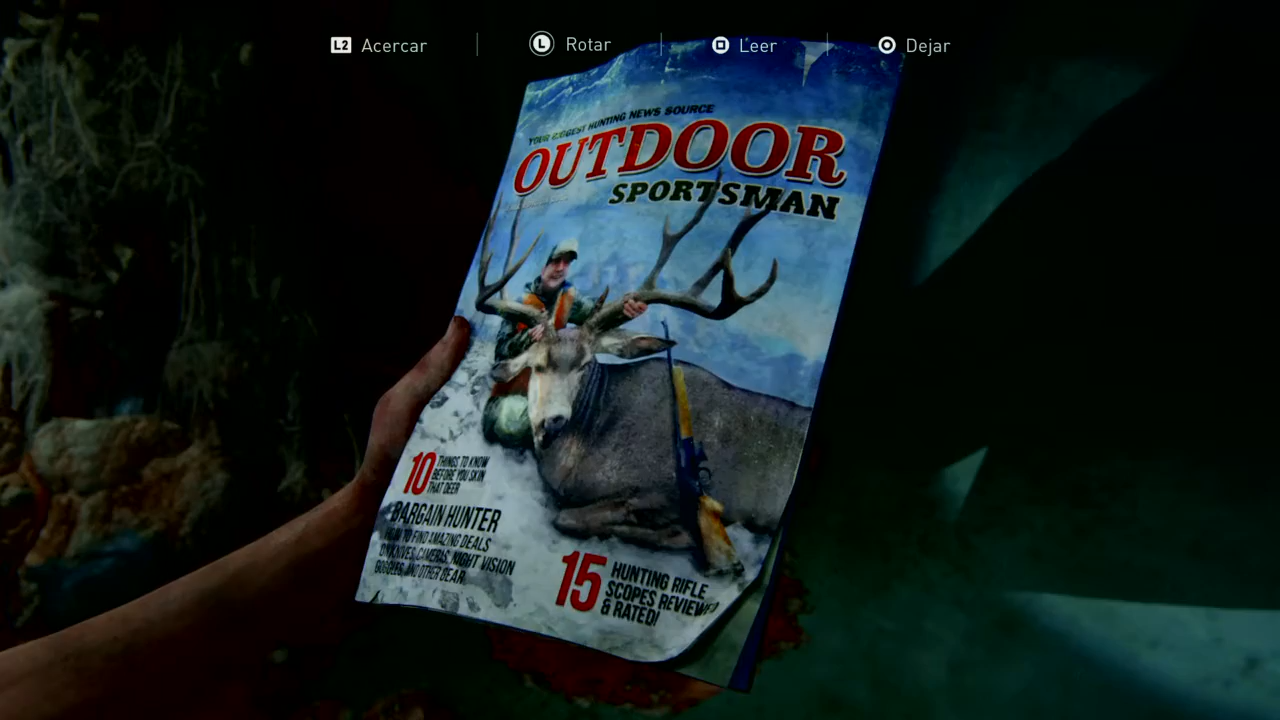 L2 Acercar
L Rotar
Leer
Dejar
YOUR BIGGEST HUNTING NEWS SOURCE
OUTDOOR
SPORTSMAN
10 THINGS TO KNOW
BEFORE YOU SKIN
THAT DEER
BARGAIN HUNTER
HOW TO FIND AMAZING DEALS
ON KNIVES, CAMERAS, NIGHT VISION
GOGGLES, AND OTHER GEAR
15 HUNTING RIFLE
SCOPES REVIEWED
& RATED!